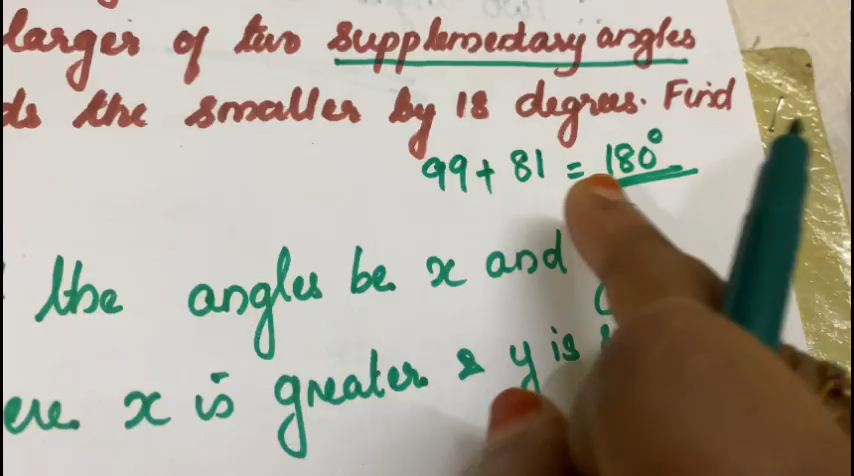 larger of two supplementary angles
ds the smaller by 18 degrees. Find
99 + 81 = 180°
the angles be x and
ere x is greater & y is